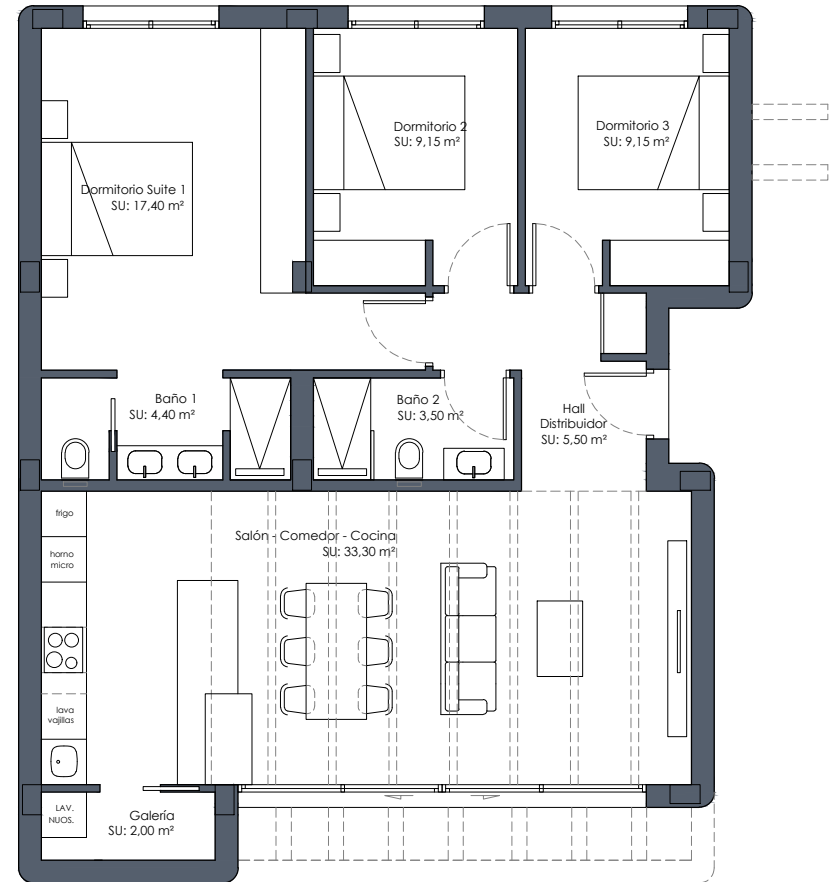 Dormitorio Suite 1
SU: 17,40 m²
Dormitorio 2
SU: 9,15 m²
Dormitorio 3
SU: 9,15 m²
Baño 1
SU: 4,40 m²
Baño 2
SU: 3,50 m²
Hall
Distribuidor
SU: 5,50 m²
frigo
horno
micro
Salón - Comedor - Cocina
SU: 33,30 m²
lava
vajillas
LAV.
NUOS.
Galería
SU: 2,00 m²